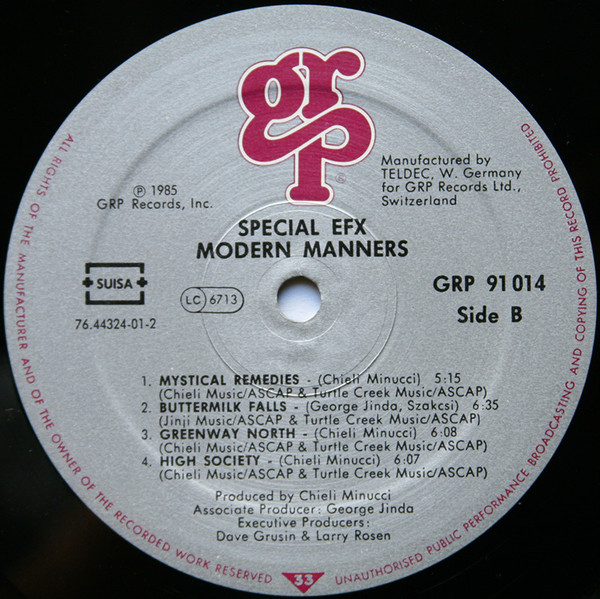 grp
®
℗ 1985
GRP Records, Inc.
Manufactured by
TELDEC, W. Germany
for GRP Records Ltd.,
Switzerland
SPECIAL EFX
MODERN MANNERS
SUISA
LC 6713
76.44324-01-2
GRP 91 014
Side B
1. MYSTICAL REMEDIES - (Chieli Minucci) 5:15
(Chieli Music/ASCAP & Turtle Creek Music/ASCAP)
2. BUTTERMILK FALLS - (George Jinda, Szakcsi) 6:35
(Jinji Music/ASCAP & Turtle Creek Music/ASCAP)
3. GREENWAY NORTH - (Chieli Minucci) 6:08
(Chieli Music/ASCAP & Turtle Creek Music/ASCAP)
4. HIGH SOCIETY - (Chieli Minucci) 6:07
(Chieli Music/ASCAP & Turtle Creek Music/ASCAP)
Produced by Chieli Minucci
Associate Producer: George Jinda
Executive Producers:
Dave Grusin & Larry Rosen
ALL RIGHTS OF THE MANUFACTURER AND OF THE OWNER OF THE RECORDED WORK RESERVED
33
UNAUTHORISED PUBLIC PERFORMANCE BROADCASTING AND COPYING OF THIS RECORD PROHIBITED